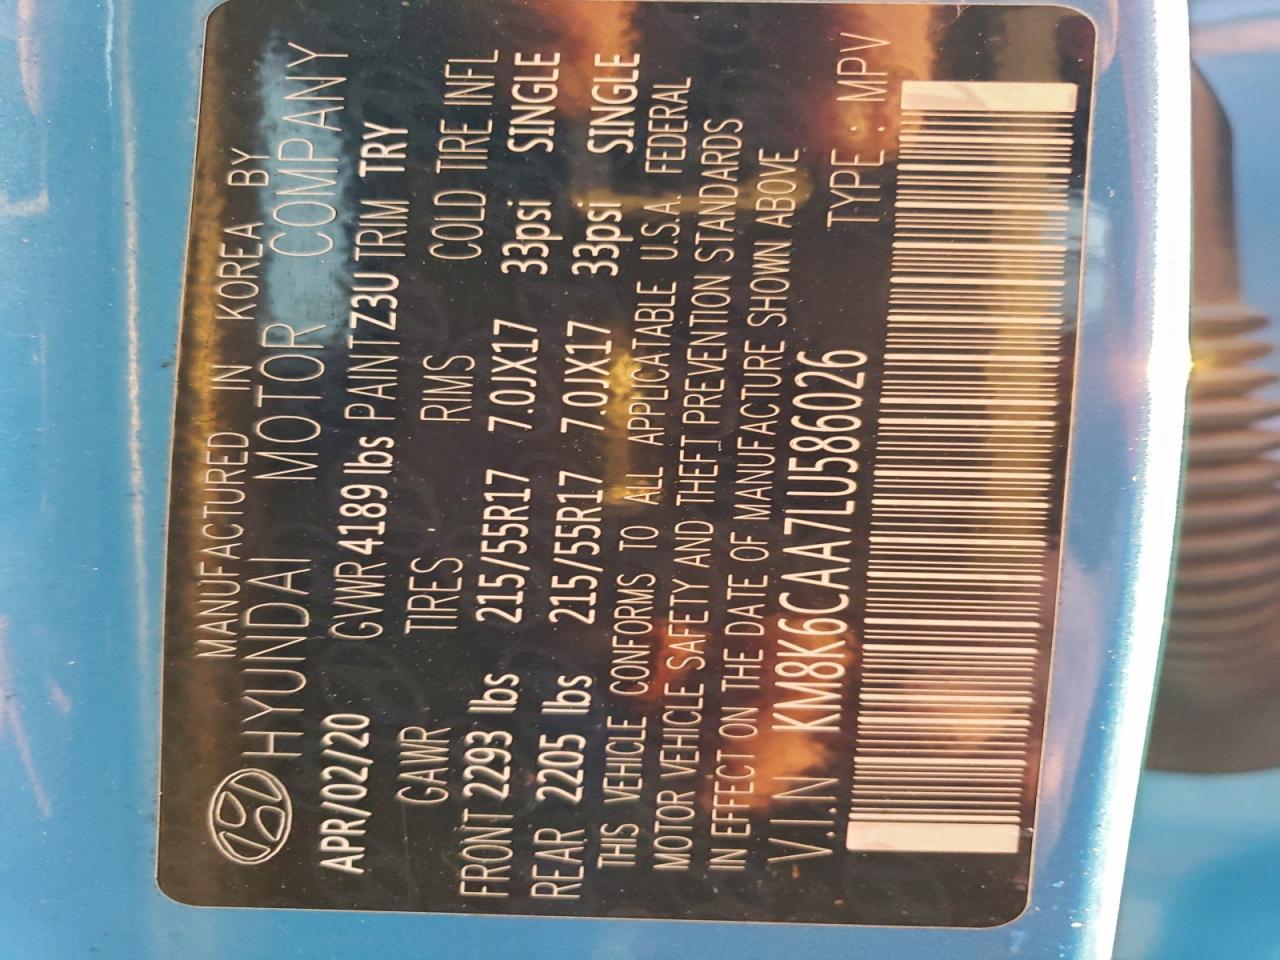 MANUFACTURED IN KOREA BY
HYUNDAI MOTOR COMPANY
APR/02/20 GVWR 4189 lbs PAINT Z3U TRIM TRY
GAWR TIRES RIMS COLD TIRE INFL
FRONT 2293 lbs 215/55R17 7.0JX17 33psi SINGLE
REAR 2205 lbs 215/55R17 7.0JX17 33psi SINGLE
THIS VEHICLE CONFORMS TO ALL APPLICATABLE U.S.A. FEDERAL
MOTOR VEHICLE SAFETY AND THEFT PREVENTION STANDARDS
IN EFFECT ON THE DATE OF MANUFACTURE SHOWN ABOVE
V.I.N KM8K6CAA7LU586026 TYPE : MPV